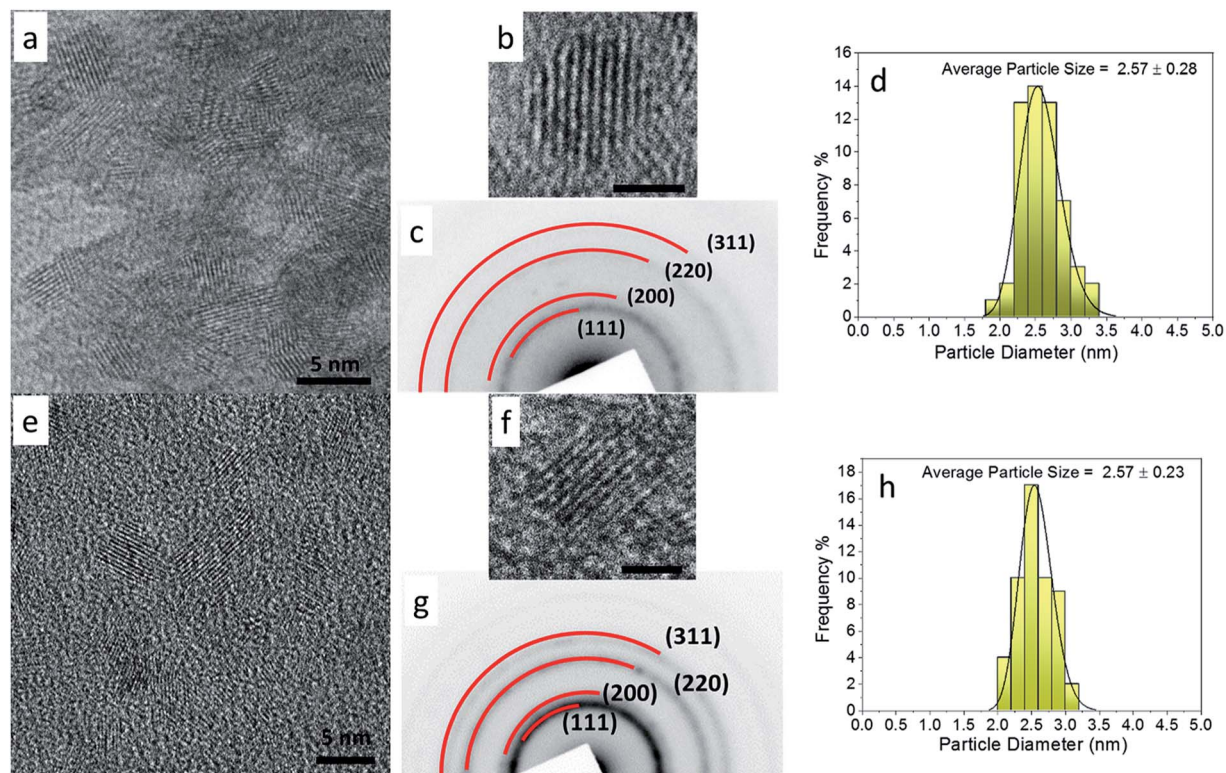 a
5 nm
b
c
(311)
(220)
(200)
(111)
d
Average Particle Size = 2.57 ± 0.28
16
14
12
10
8
6
4
2
0
Frequency %
0.0 0.5 1.0 1.5 2.0 2.5 3.0 3.5 4.0 4.5 5.0
Particle Diameter (nm)
e
5 nm
f
g
(311)
(220)
(200)
(111)
h
Average Particle Size = 2.57 ± 0.23
18
16
14
12
10
8
6
4
2
0
Frequency %
0.0 0.5 1.0 1.5 2.0 2.5 3.0 3.5 4.0 4.5 5.0
Particle Diameter (nm)